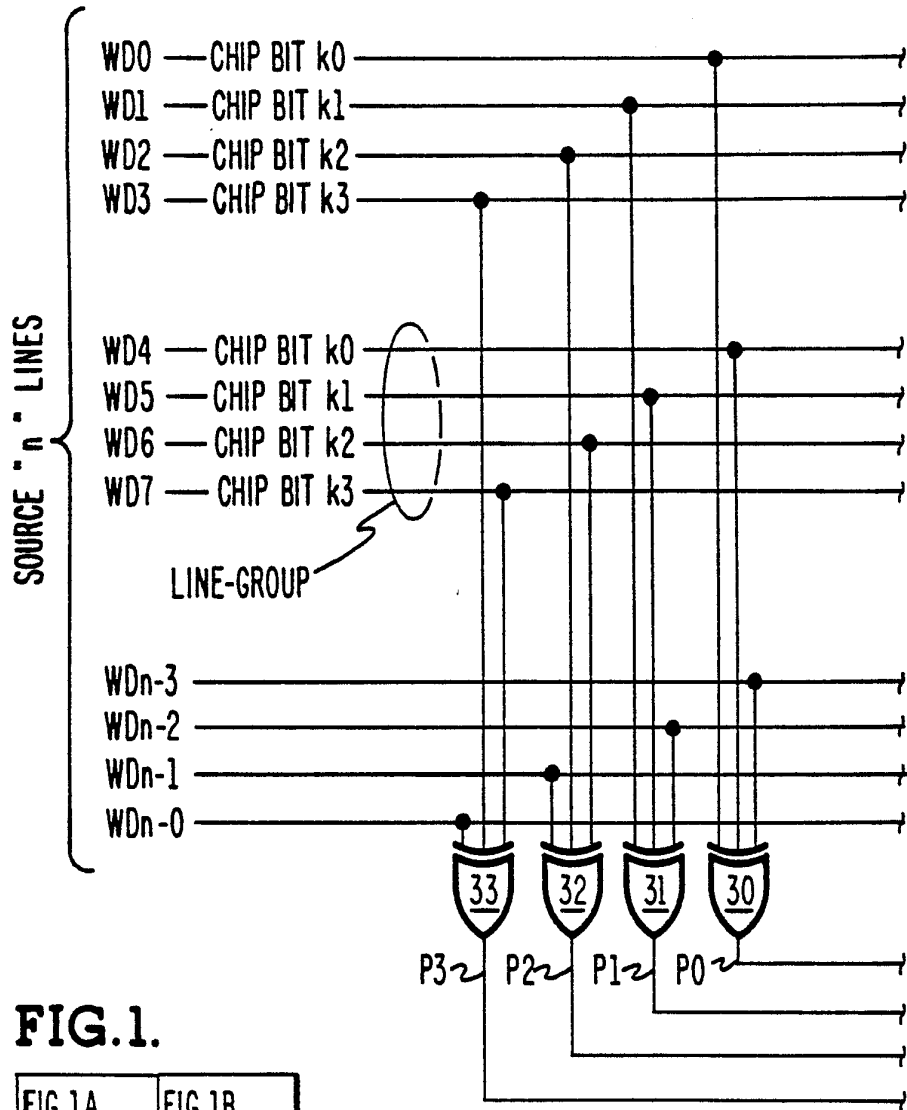 SOURCE "n" LINES
WD0 — CHIP BIT k0
WD1 — CHIP BIT k1
WD2 — CHIP BIT k2
WD3 — CHIP BIT k3
WD4 — CHIP BIT k0
WD5 — CHIP BIT k1
WD6 — CHIP BIT k2
WD7 — CHIP BIT k3
LINE-GROUP
WDn-3
WDn-2
WDn-1
WDn-0
33 32 31 30
P3 P2 P1 P0
FIG.1.
FIG.1A FIG.1B